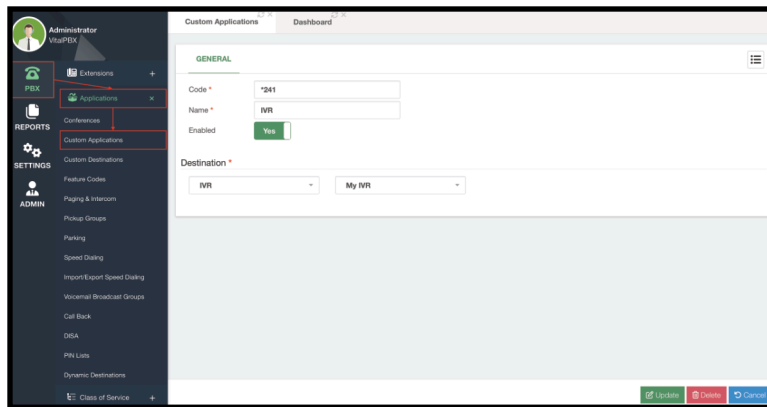 Administrator
VitalPBX
PBX
REPORTS
SETTINGS
ADMIN
Extensions +
Applications ×
Conferences
Custom Applications
Custom Destinations
Feature Codes
Paging & Intercom
Pickup Groups
Parking
Speed Dialing
Import/Export Speed Dialing
Voicemail Broadcast Groups
Call Back
DISA
PIN Lists
Dynamic Destinations
Class of Service +
Custom Applications
Dashboard
GENERAL
Code * *241
Name * IVR
Enabled Yes
Destination *
IVR My IVR
Update Delete Cancel